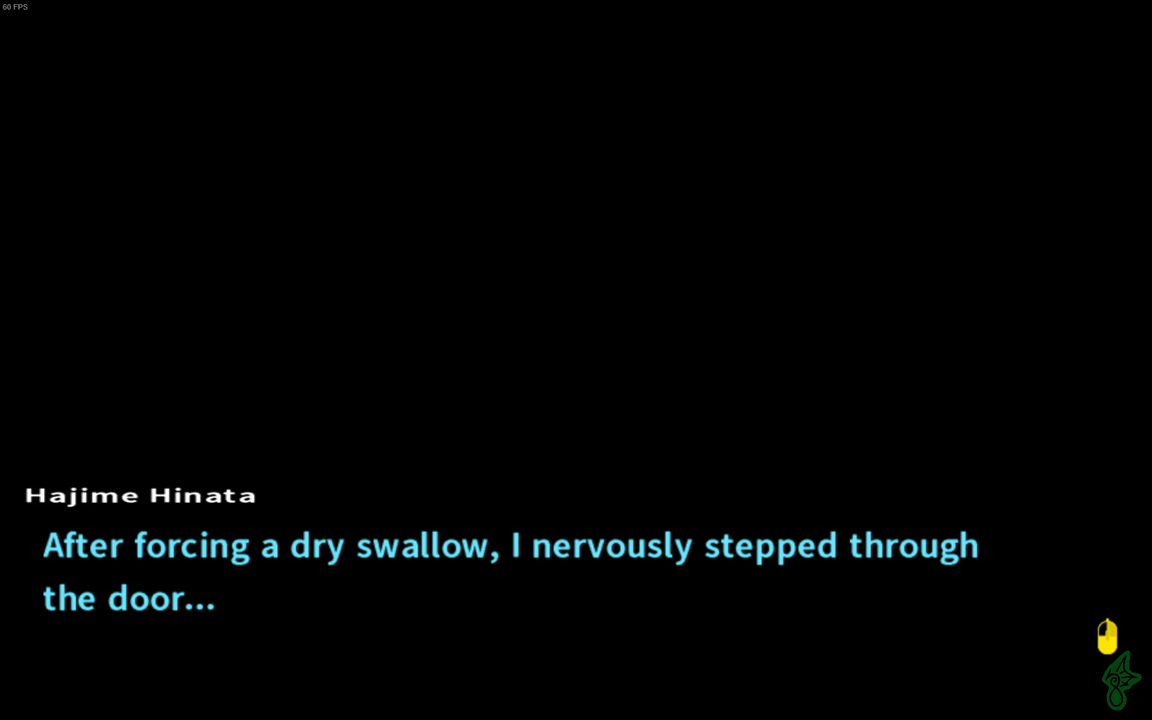 60 FPS
Hajime Hinata
After forcing a dry swallow, I nervously stepped through
the door...